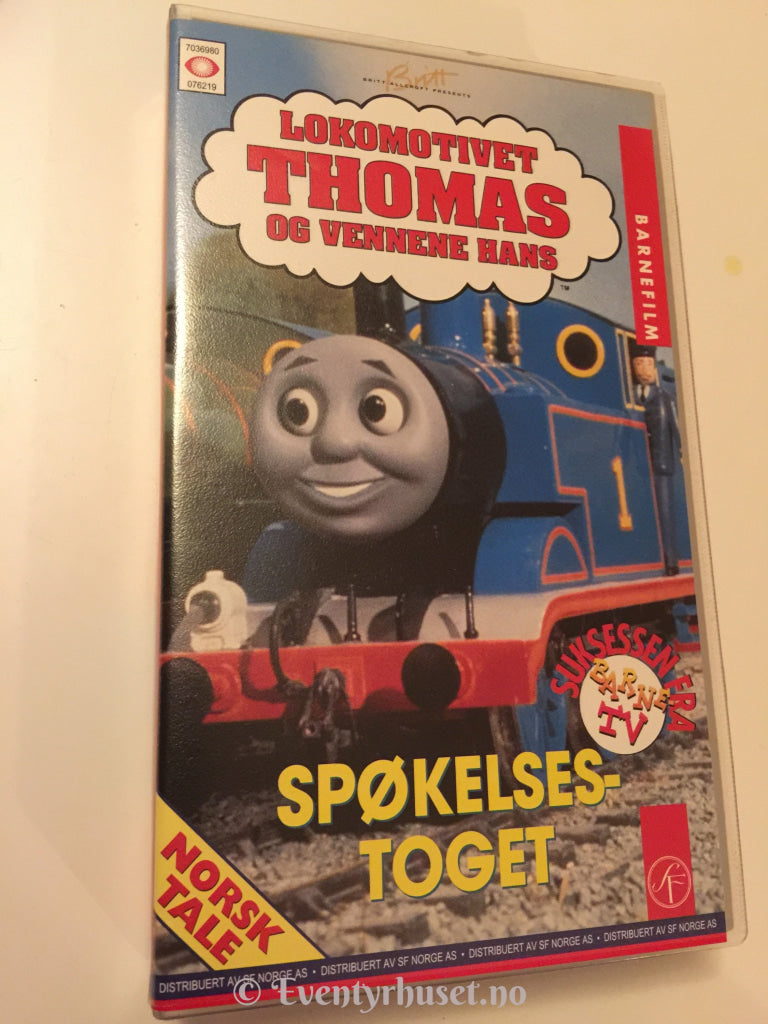 7036980
076219
Britt
BRITT ALLCROFT PRESENTS
LOKOMOTIVET
THOMAS
OG VENNENE HANS
TM
BARNEFILM
1
SUKSESSEN FRA
BARNE
TV
SPØKELSES-
TOGET
NORSK
TALE
SF
DISTRIBUERT AV SF NORGE AS • DISTRIBUERT AV SF NORGE AS • DISTRIBUERT AV SF NORGE AS • DISTRIBUERT AV SF NORGE AS
© Eventyrhuset.no